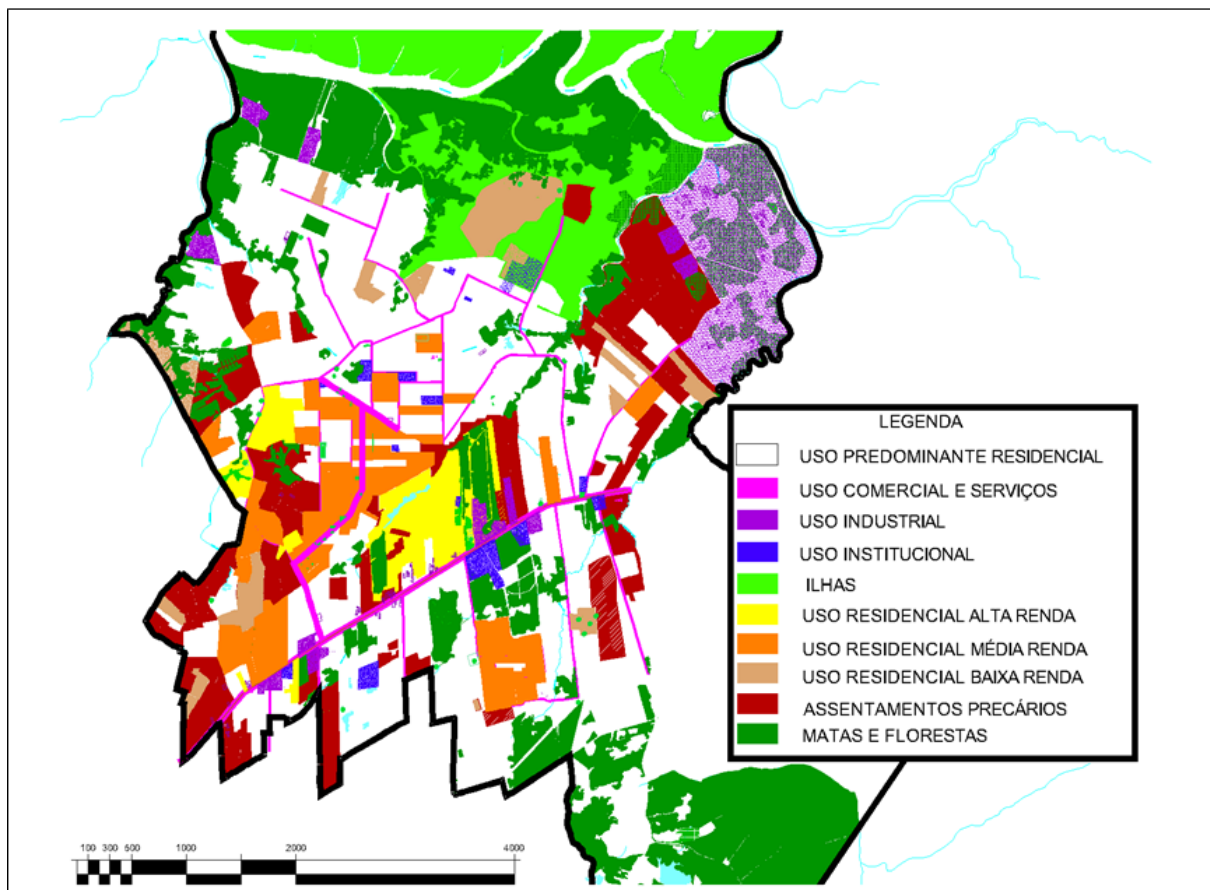 LEGENDA
USO PREDOMINANTE RESIDENCIAL
USO COMERCIAL E SERVIÇOS
USO INDUSTRIAL
USO INSTITUCIONAL
ILHAS
USO RESIDENCIAL ALTA RENDA
USO RESIDENCIAL MÉDIA RENDA
USO RESIDENCIAL BAIXA RENDA
ASSENTAMENTOS PRECÁRIOS
MATAS E FLORESTAS
100 300 500 1000 2000 4000